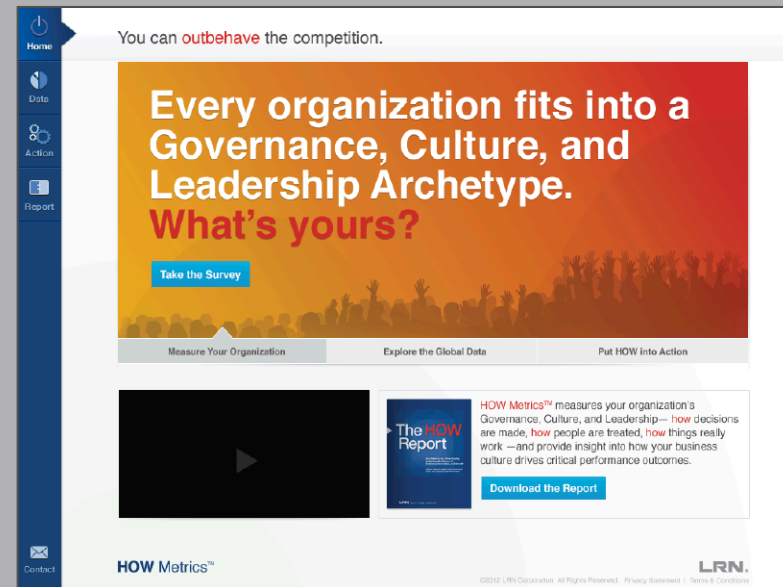 Home
Data
Action
Report
Contact
You can outbehave the competition.
Every organization fits into a
Governance, Culture, and
Leadership Archetype.
What's yours?
Take the Survey
Measure Your Organization
Explore the Global Data
Put HOW into Action
The HOW
Report
LRN
HOW Metrics™ measures your organization's
Governance, Culture, and Leadership— how decisions
are made, how people are treated, how things really
work —and provide insight into how your business
culture drives critical performance outcomes.
Download the Report
HOW Metrics™
LRN.
©2012 LRN Corporation. All Rights Reserved. Privacy Statement | Terms & Conditions